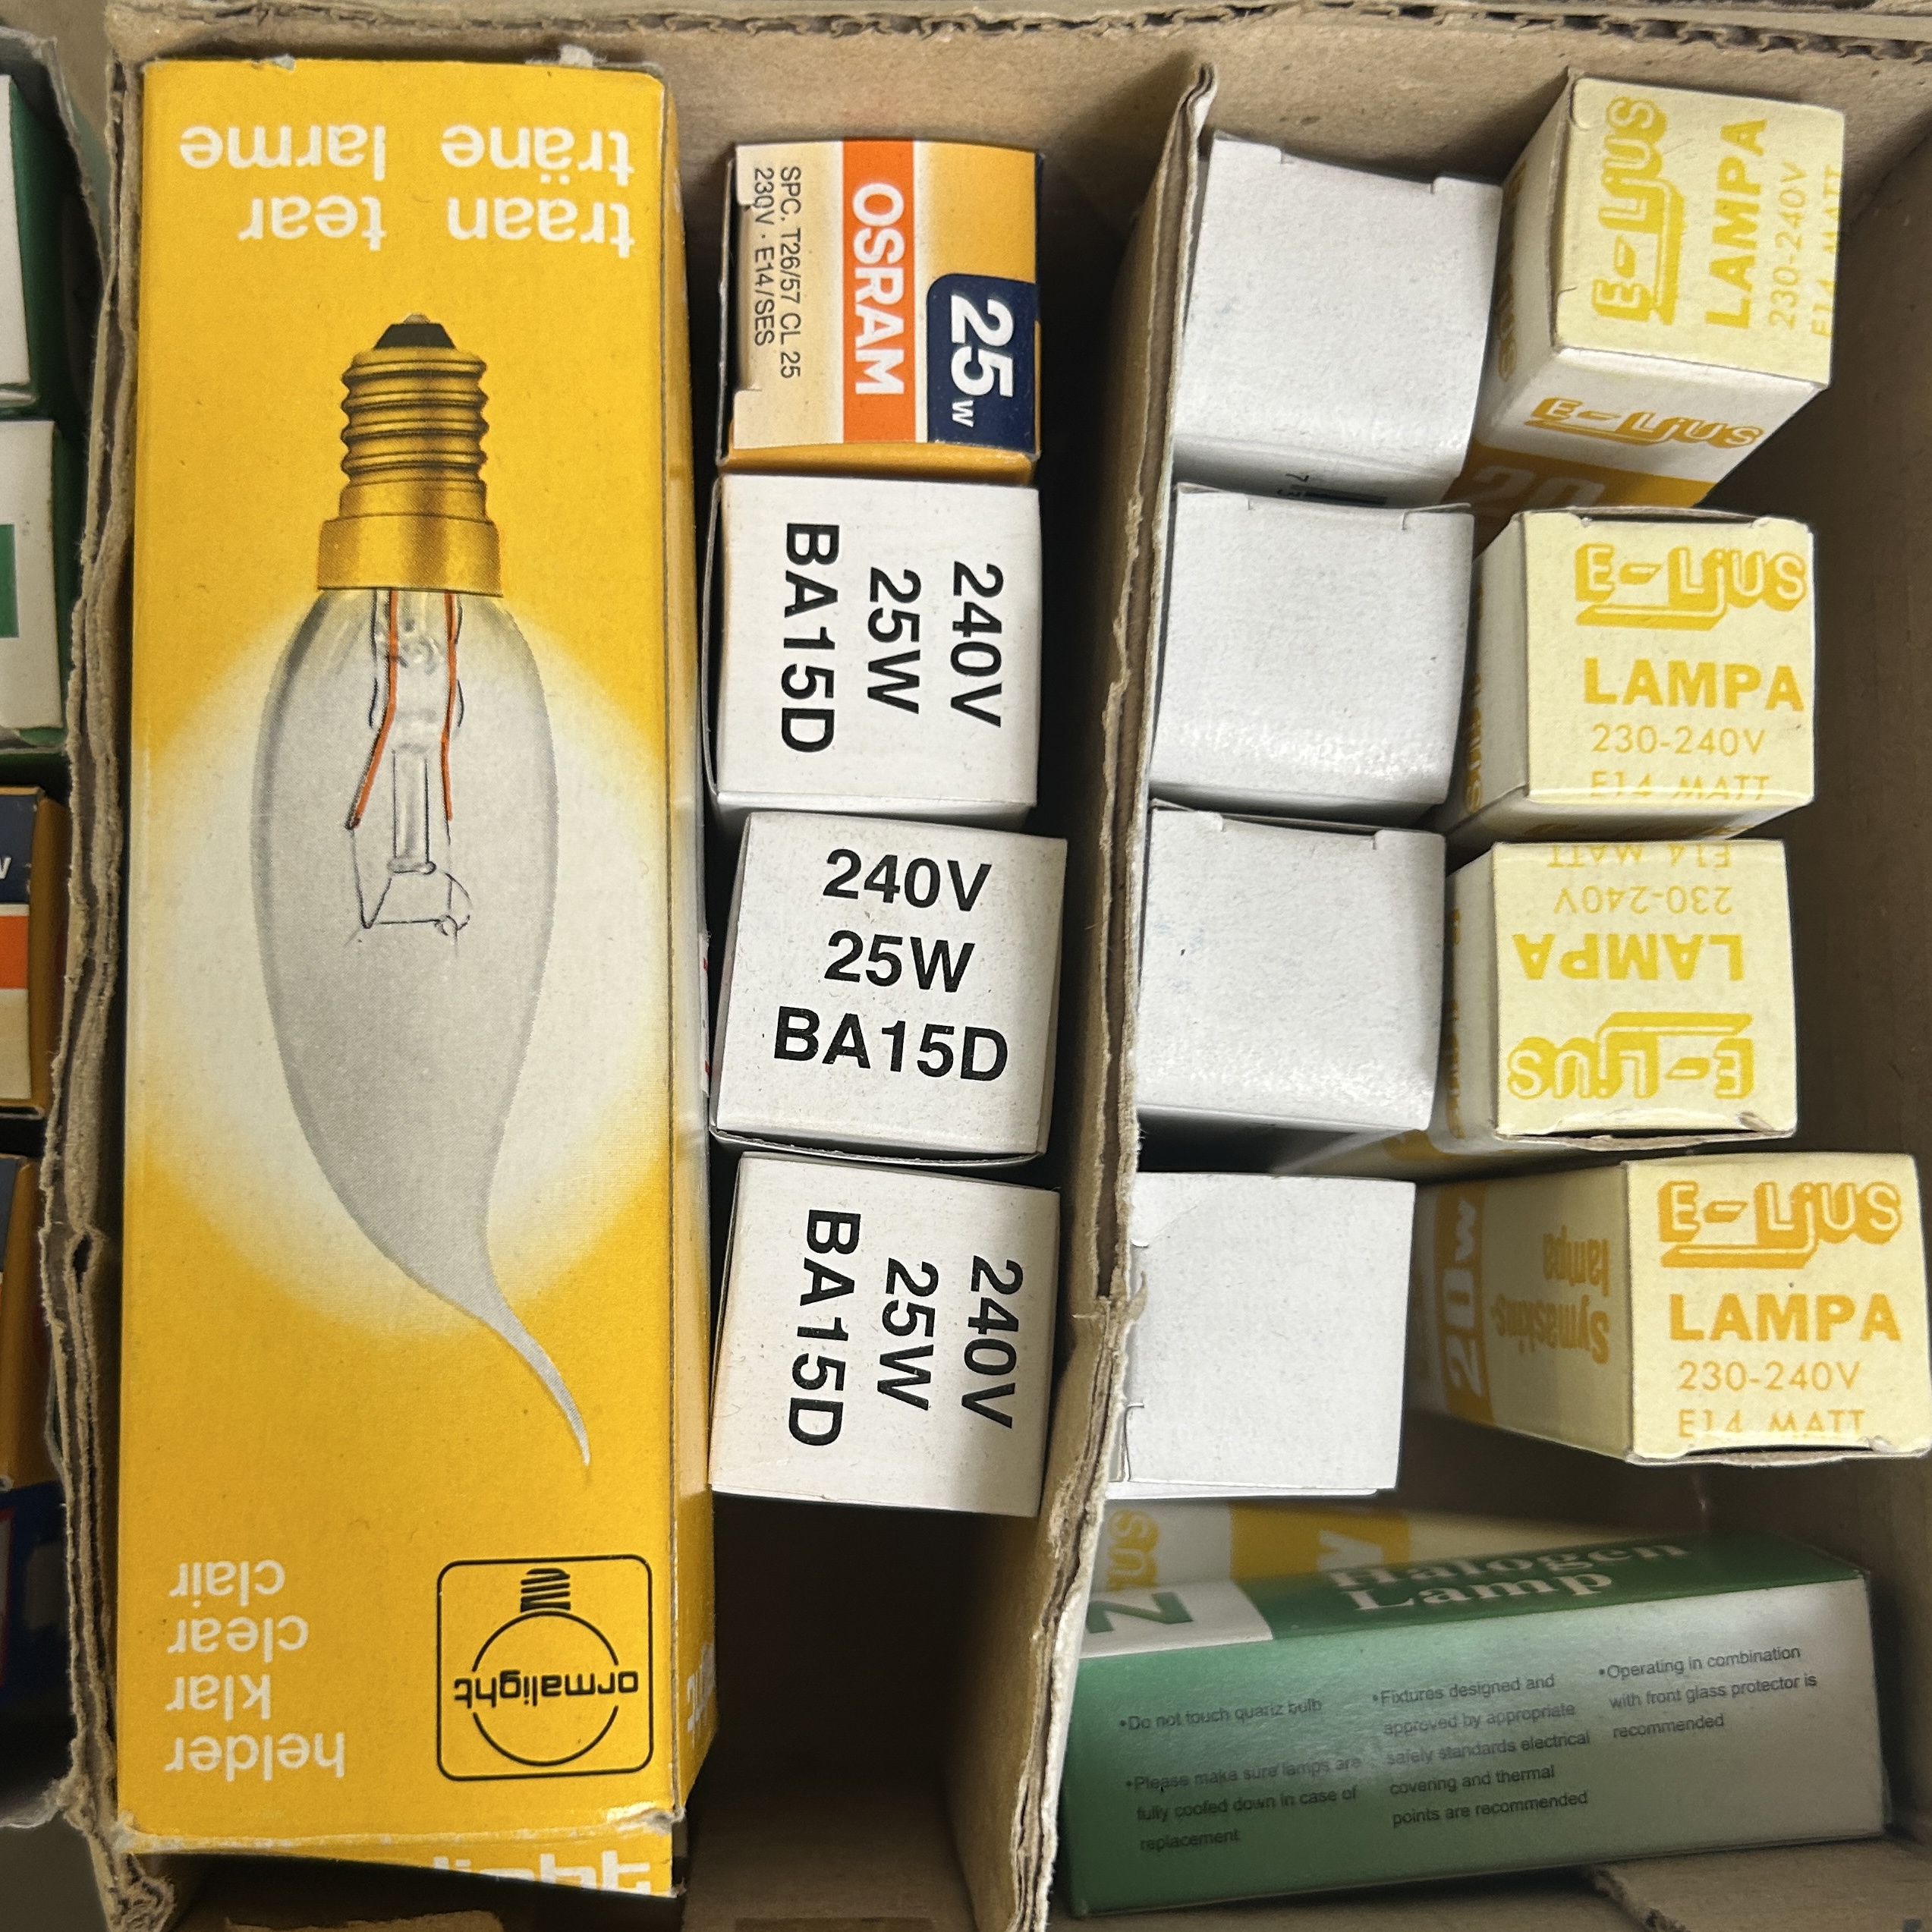 traan tear
träne larme
ormalight
helder
klar
clear
clair
OSRAM
25W
SPC. T26/57 CL 25
230V · E14/SES
240V
25W
BA15D
240V
25W
BA15D
240V
25W
BA15D
E-LjUS
LAMPA
230-240V
E14 MATT
E-LjUS
20
E-LjUS
LAMPA
230-240V
E14 MATT
E-LjUS
LAMPA
230-240V
E14 MATT
E-LjUS
LAMPA
230-240V
E14 MATT
20W
Symaskins-
lampa
Halogen
Lamp
•Do not touch quartz bulb
•Please make sure lamps are
fully cooled down in case of
replacement
•Fixtures designed and
approved by appropriate
safely standards electrical
covering and thermal
points are recommended
•Operating in combination
with front glass protector is
recommended